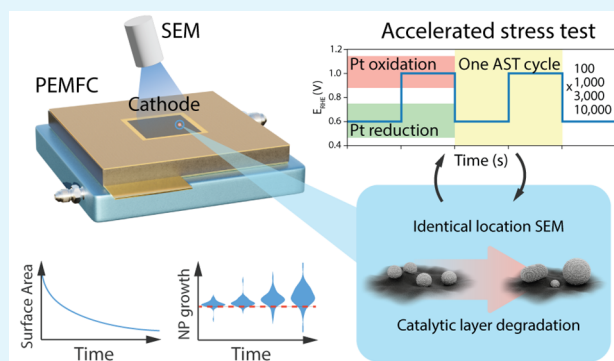 SEM
PEMFC
Cathode
Accelerated stress test
E_RHE (V)
1.2
1.0
0.8
0.6
0.4
Pt oxidation
Pt reduction
One AST cycle
x
100
1,000
3,000
10,000
Time (s)
Identical location SEM
Catalytic layer degradation
Surface Area
Time
NP growth
Time